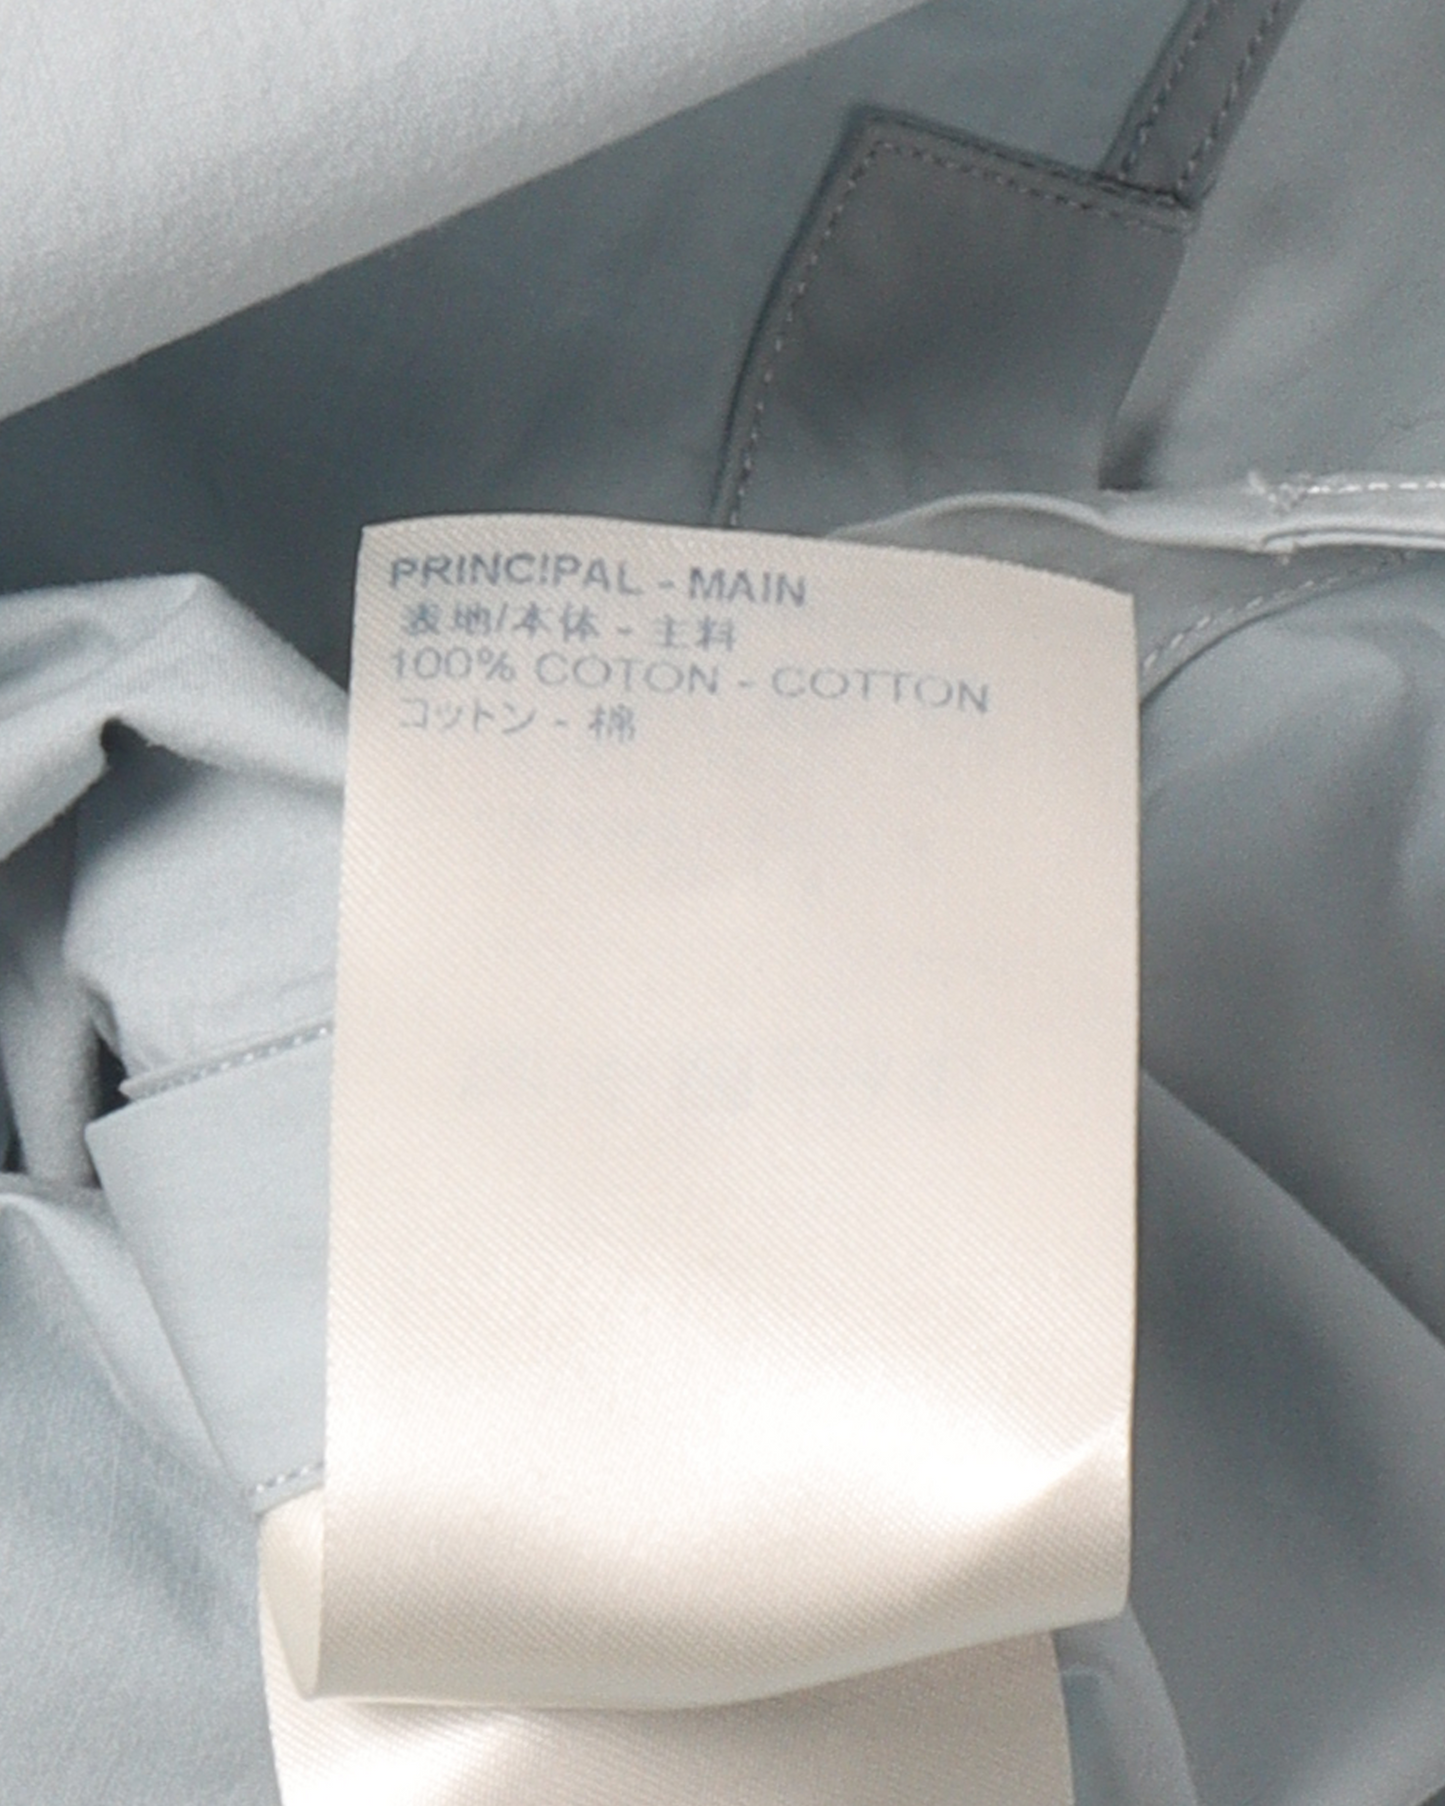 PRINCIPAL - MAIN
表地/本体 - 主料
100% COTON - COTTON
コットン - 棉